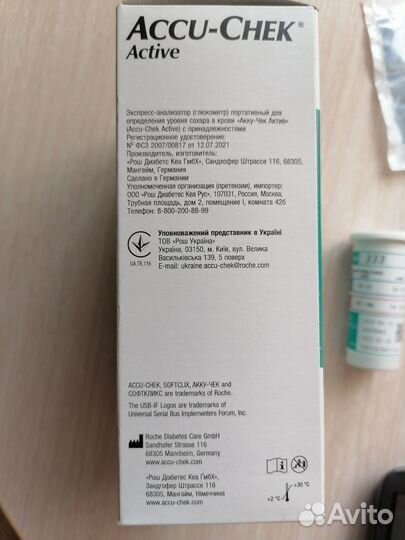 ACCU-CHEK®
Active
Экспресс-анализатор (глюкометр) портативный для
определения уровня сахара в крови «Акку-Чек Актив»
(Accu-Chek Active) с принадлежностями
Регистрационное удостоверение:
№ ФСЗ 2007/00817 от 12.07.2021
Производитель, изготовитель:
«Рош Диабетс Кеа ГмбХ», Сандхофер Штрассе 116, 68305,
Мангейм, Германия
Сделано в Германии
Уполномоченная организация (претензии), импортер:
ООО «Рош Диабетес Кеа Рус», 107031, Россия, Москва,
Трубная площадь, дом 2, помещение I, комната 42б
Телефон: 8-800-200-88-99
Уповноважений представник в Україні
ТОВ «Рош Україна»
Україна, 03150, м. Київ, вул. Велика
Васильківська 139, 5 поверх
E-mail: ukraine.accu-chek@roche.com
UA.TR.116
ACCU-CHEK, SOFTCLIX, АККУ-ЧЕК and
СОФТКЛИКС are trademarks of Roche.
The USB-IF Logos are trademarks of
Universal Serial Bus Implementers Forum, Inc.
Roche Diabetes Care GmbH
Sandhofer Strasse 116
68305 Mannheim, Germany
www.accu-chek.com
«Рош Діабетс Кеа ГмбХ»,
Зандгофер Штрассе 116,
68305, Мангайм, Німеччина
+2 °C
+30 °C
333
Avito